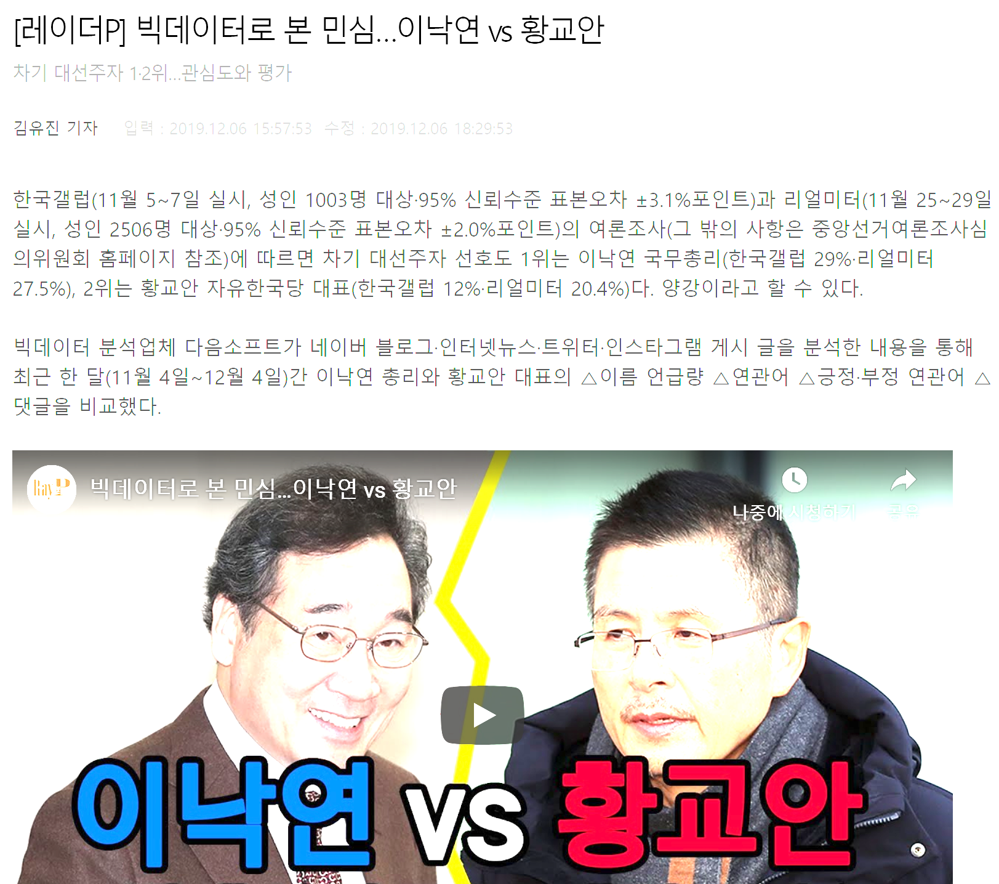 [레이더P] 빅데이터로 본 민심...이낙연 vs 황교안
차기 대선주자 1·2위...관심도와 평가
김유진 기자 입력 : 2019.12.06 15:57:53 수정 : 2019.12.06 18:29:53
한국갤럽(11월 5~7일 실시, 성인 1003명 대상·95% 신뢰수준 표본오차 ±3.1%포인트)과 리얼미터(11월 25~29일
실시, 성인 2506명 대상·95% 신뢰수준 표본오차 ±2.0%포인트)의 여론조사(그 밖의 사항은 중앙선거여론조사심
의위원회 홈페이지 참조)에 따르면 차기 대선주자 선호도 1위는 이낙연 국무총리(한국갤럽 29%·리얼미터
27.5%), 2위는 황교안 자유한국당 대표(한국갤럽 12%·리얼미터 20.4%)다. 양강이라고 할 수 있다.
빅데이터 분석업체 다음소프트가 네이버 블로그·인터넷뉴스·트위터·인스타그램 게시 글을 분석한 내용을 통해
최근 한 달(11월 4일~12월 4일)간 이낙연 총리와 황교안 대표의 △이름 언급량 △연관어 △긍정·부정 연관어 △
댓글을 비교했다.
RayP 빅데이터로 본 민심...이낙연 vs 황교안
나중에 시청하기 공유
이낙연 vs 황교안